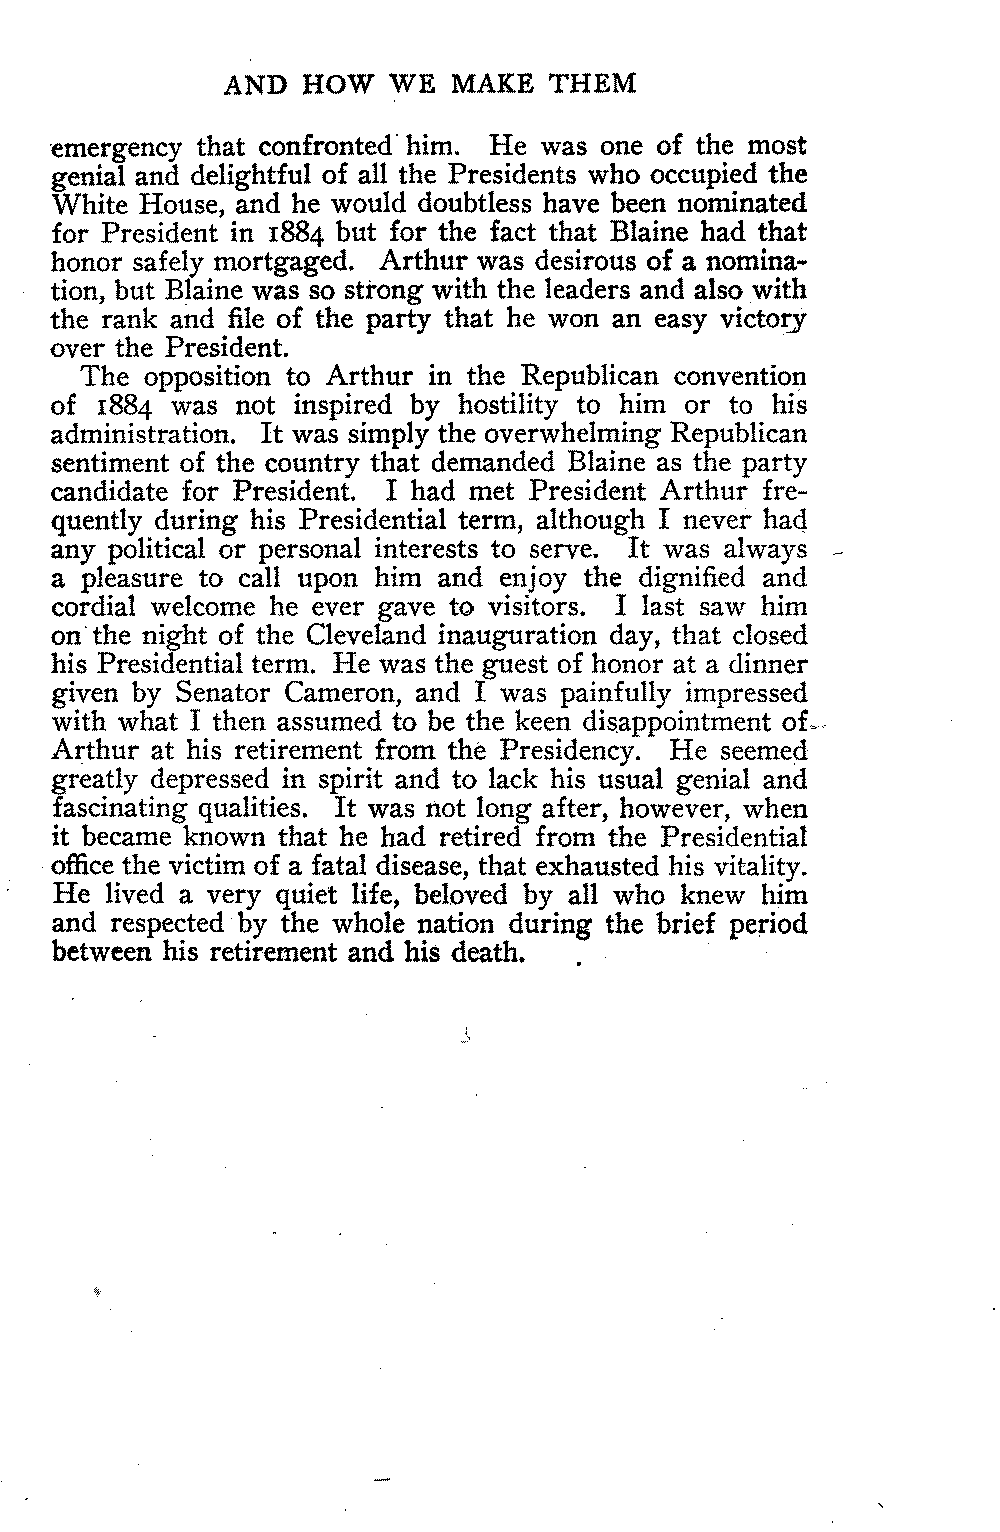 AND HOW WE MAKE THEM
emergency that confronted him. He was one of the most
genial and delightful of all the Presidents who occupied the
White House, and he would doubtless have been nominated
for President in 1884 but for the fact that Blaine had that
honor safely mortgaged. Arthur was desirous of a nomina-
tion, but Blaine was so strong with the leaders and also with
the rank and file of the party that he won an easy victory
over the President.
The opposition to Arthur in the Republican convention
of 1884 was not inspired by hostility to him or to his
administration. It was simply the overwhelming Republican
sentiment of the country that demanded Blaine as the party
candidate for President. I had met President Arthur fre-
quently during his Presidential term, although I never had
any political or personal interests to serve. It was always
a pleasure to call upon him and enjoy the dignified and
cordial welcome he ever gave to visitors. I last saw him
on the night of the Cleveland inauguration day, that closed
his Presidential term. He was the guest of honor at a dinner
given by Senator Cameron, and I was painfully impressed
with what I then assumed to be the keen disappointment of
Arthur at his retirement from the Presidency. He seemed
greatly depressed in spirit and to lack his usual genial and
fascinating qualities. It was not long after, however, when
it became known that he had retired from the Presidential
office the victim of a fatal disease, that exhausted his vitality.
He lived a very quiet life, beloved by all who knew him
and respected by the whole nation during the brief period
between his retirement and his death.